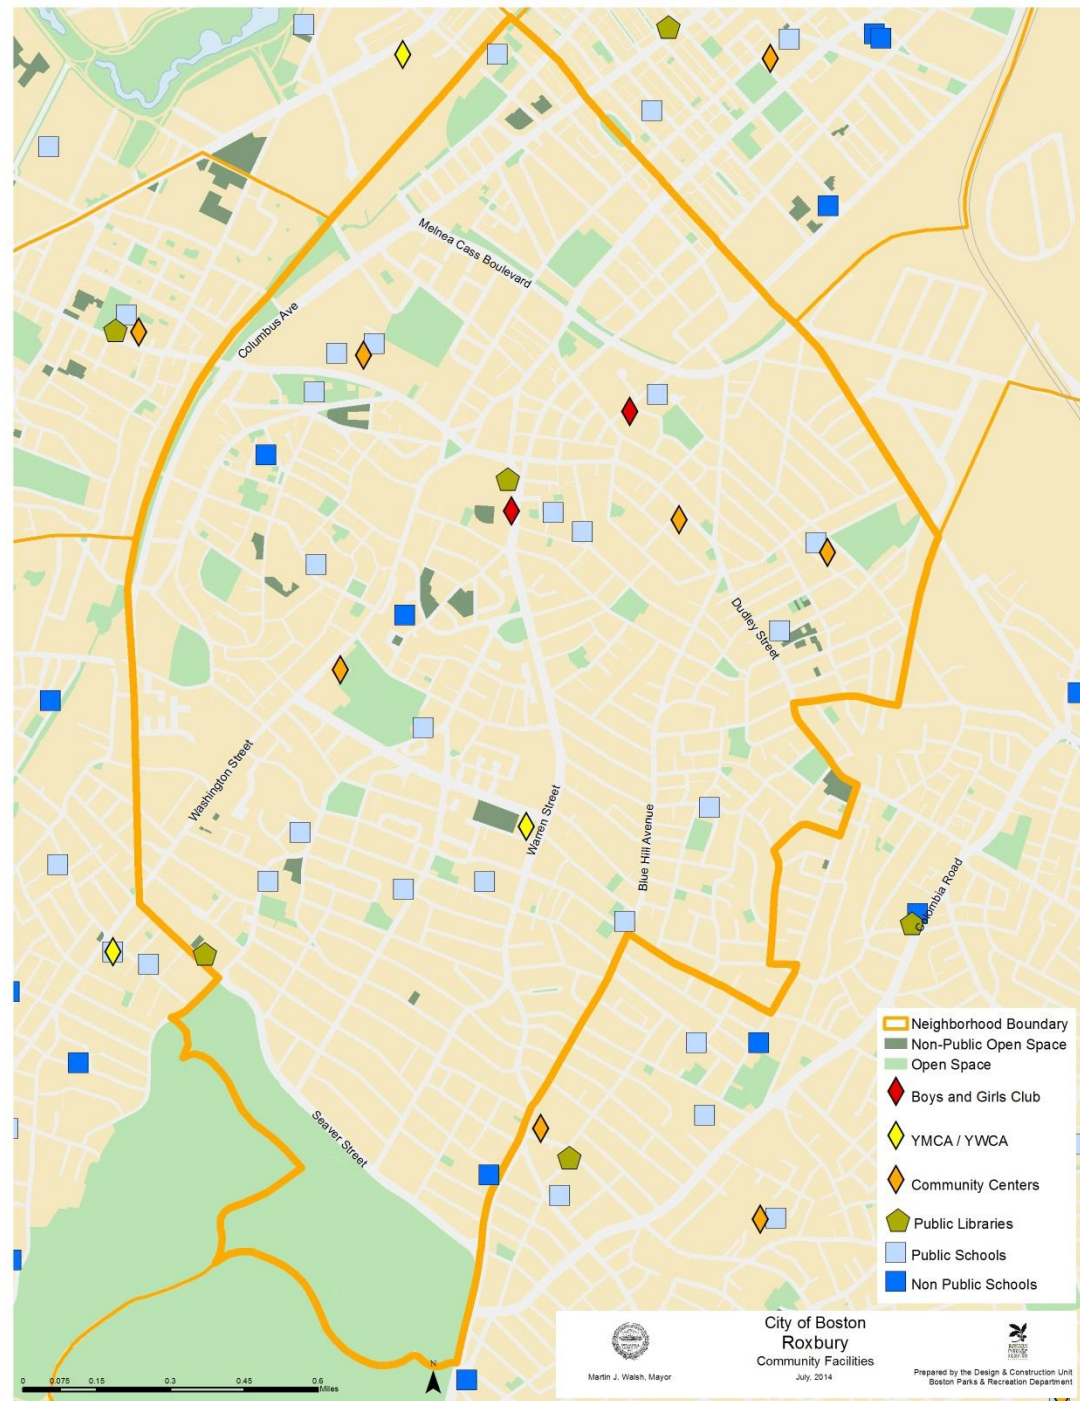 Melnea Cass Boulevard
Columbus Ave
Dudley Street
Washington Street
Warren Street
Blue Hill Avenue
Columbia Road
Seaver Street
Neighborhood Boundary
Non-Public Open Space
Open Space
Boys and Girls Club
YMCA / YWCA
Community Centers
Public Libraries
Public Schools
Non Public Schools
0 0.075 0.15 0.3 0.45 0.6
Miles
N
City of Boston
Roxbury
Community Facilities
July, 2014
Martin J. Walsh, Mayor
Prepared by the Design & Construction Unit
Boston Parks & Recreation Department